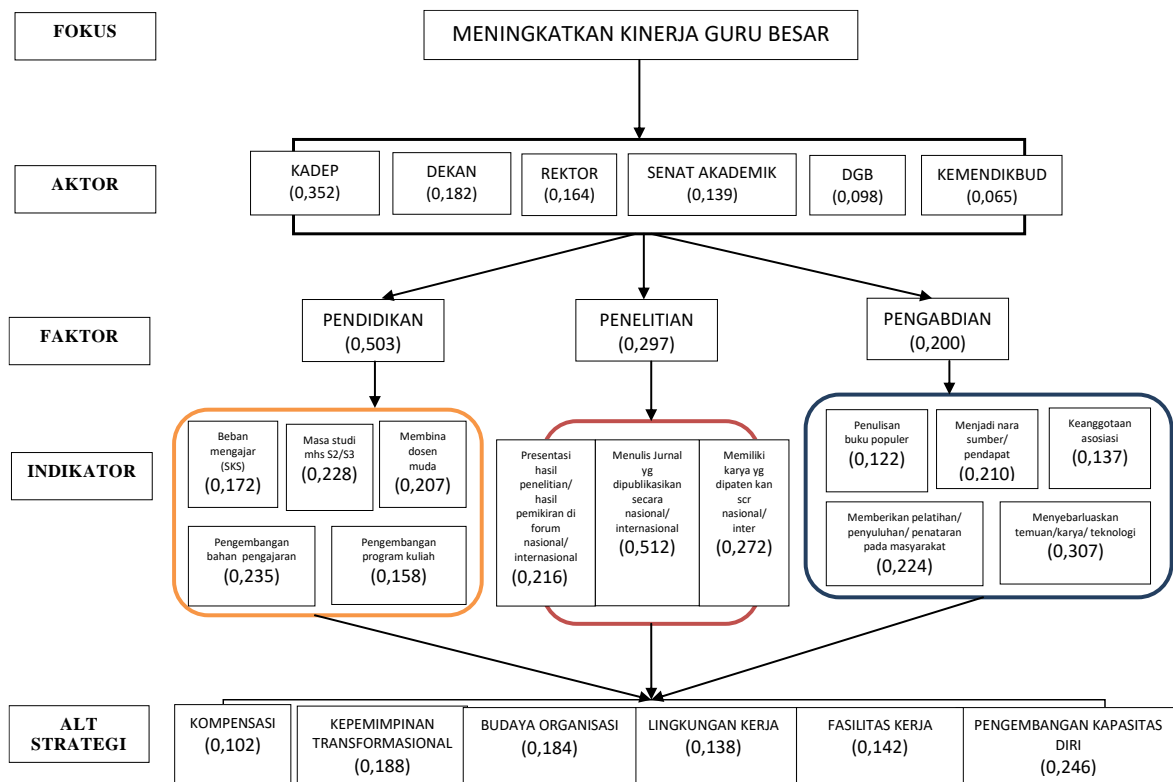 FOKUS
MENINGKATKAN KINERJA GURU BESAR
AKTOR
KADEP
(0,352)
DEKAN
(0,182)
REKTOR
(0,164)
SENAT AKADEMIK
(0,139)
DGB
(0,098)
KEMENDIKBUD
(0,065)
FAKTOR
PENDIDIKAN
(0,503)
PENELITIAN
(0,297)
PENGABDIAN
(0,200)
INDIKATOR
Beban
mengajar
(SKS)
(0,172)
Masa studi
mhs S2/S3
(0,228)
Membina
dosen
muda
(0,207)
Pengembangan
bahan pengajaran
(0,235)
Pengembangan
program kuliah
(0,158)
Presentasi
hasil
penelitian/
hasil
pemikiran di
forum
nasional/
internasional
(0,216)
Menulis Jurnal yg
dipublikasikan
secara
nasional/
internasional
(0,512)
Memiliki
karya yg
dipaten kan
scr
nasional/
inter
(0,272)
Penulisan
buku populer
(0,122)
Menjadi nara
sumber/
pendapat
(0,210)
Keanggotaan
asosiasi
(0,137)
Memberikan pelatihan/
penyuluhan/ penataran
pada masyarakat
(0,224)
Menyebarluaskan
temuan/karya/ teknologi
(0,307)
ALT
STRATEGI
KOMPENSASI
(0,102)
KEPEMIMPINAN
TRANSFORMASIONAL
(0,188)
BUDAYA ORGANISASI
(0,184)
LINGKUNGAN KERJA
(0,138)
FASILITAS KERJA
(0,142)
PENGEMBANGAN KAPASITAS
DIRI
(0,246)